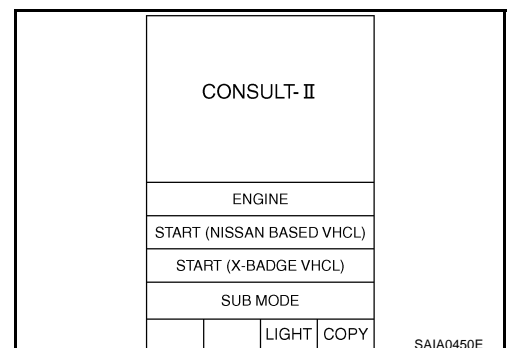 CONSULT-Ⅱ
ENGINE
START (NISSAN BASED VHCL)
START (X-BADGE VHCL)
SUB MODE
LIGHT COPY
SAIA0450E